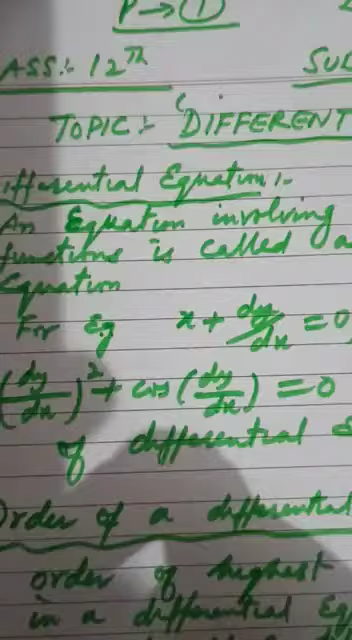 P → 1
ASS:- 12th
TOPIC:- DIFFERENT
ifferential Equation :-
An Equation involving
functions is called a
Equation
For Eg x + dy/dx = 0
(dy/dx)² + cos (dy/dx) = 0
of differential
Order of a differential
order of highest
in a differential Eq